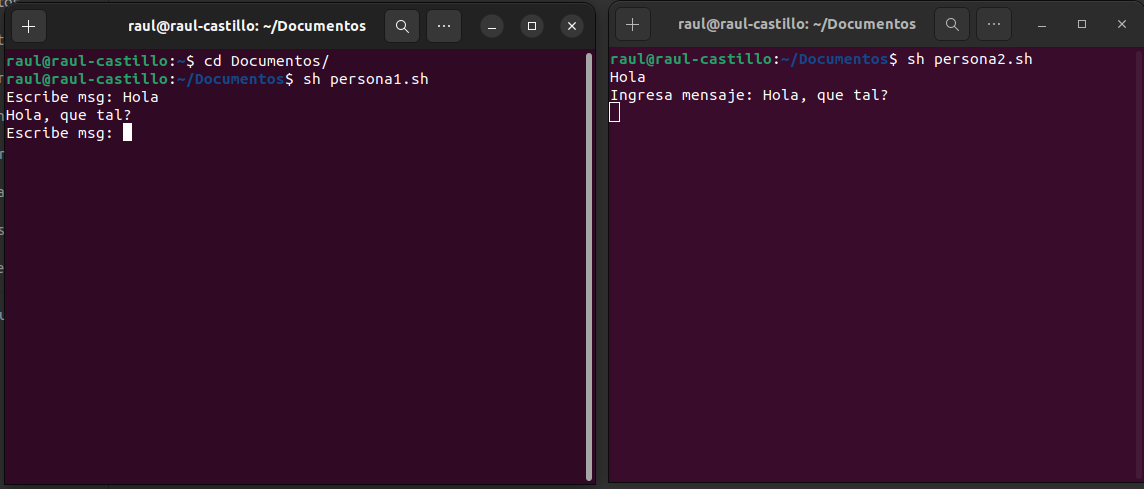 raul@raul-castillo: ~/Documentos
raul@raul-castillo:~$ cd Documentos/
raul@raul-castillo:~/Documentos$ sh persona1.sh
Escribe msg: Hola
Hola, que tal?
Escribe msg:
raul@raul-castillo: ~/Documentos
raul@raul-castillo:~/Documentos$ sh persona2.sh
Hola
Ingresa mensaje: Hola, que tal?